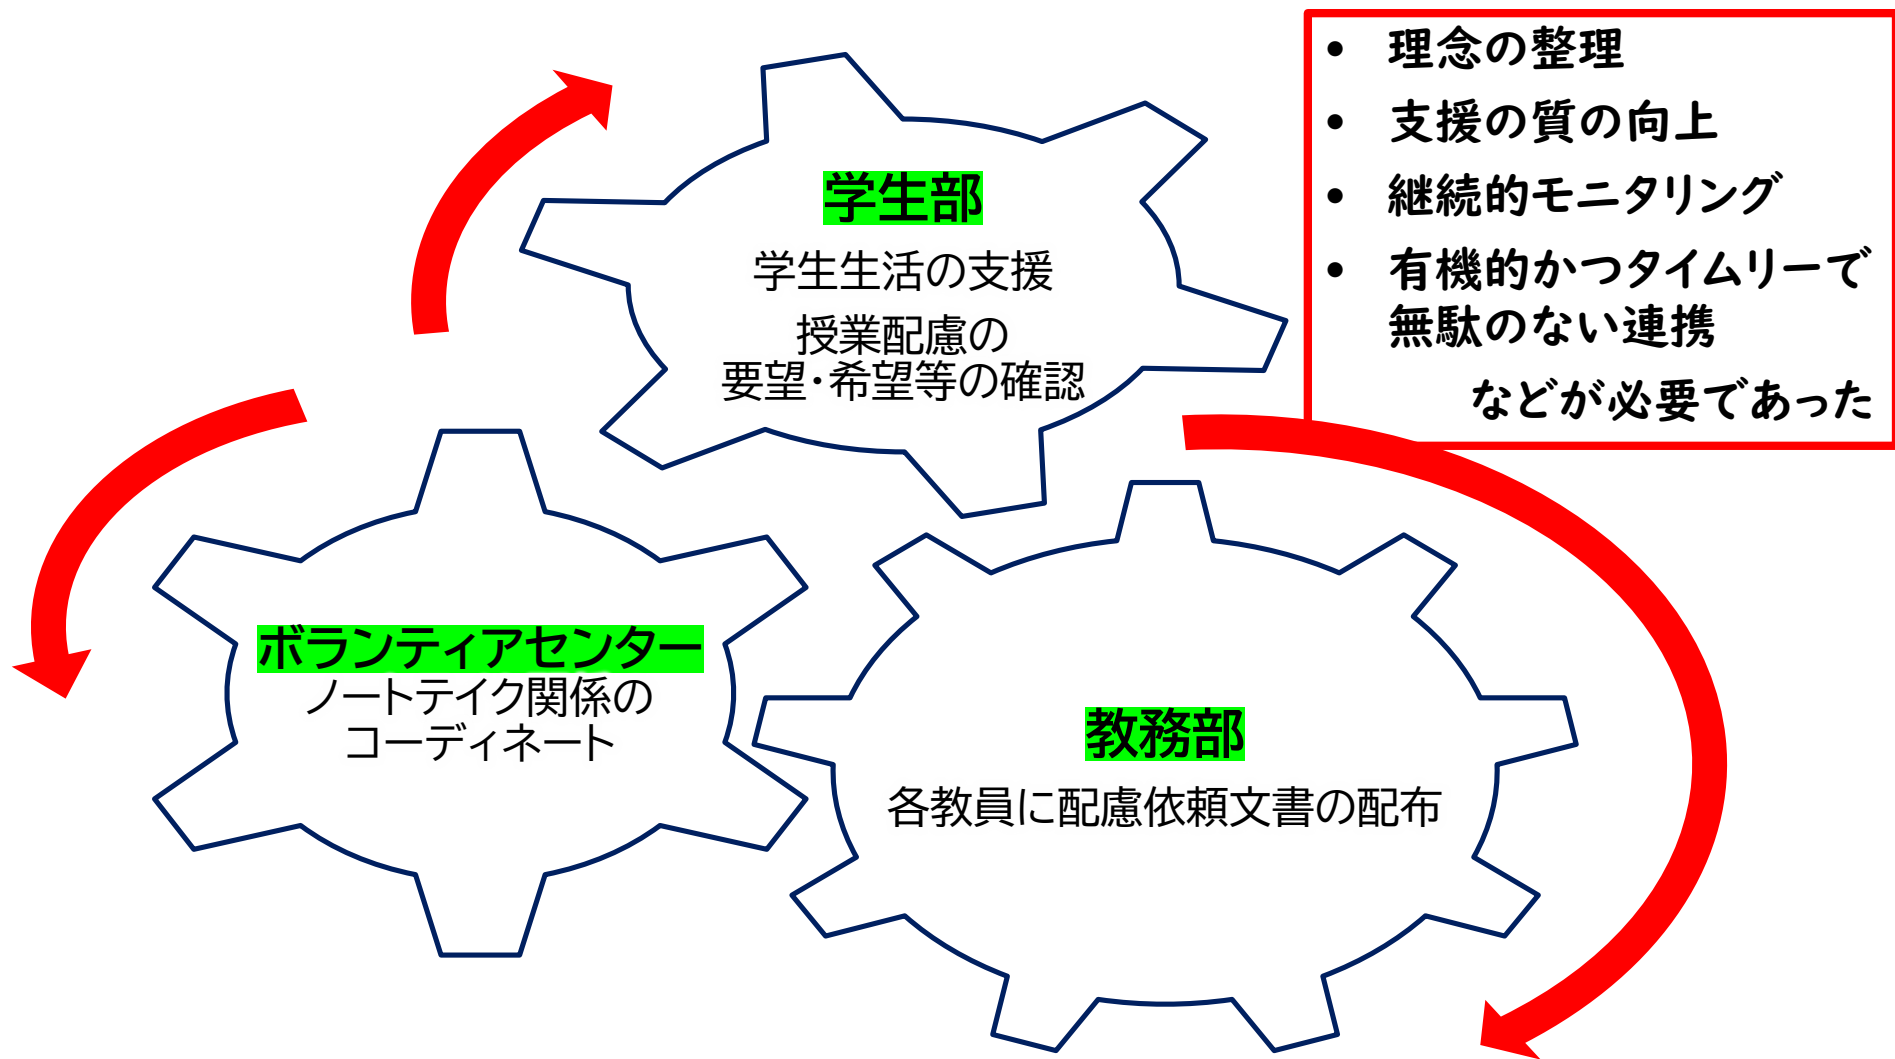 • 理念の整理
• 支援の質の向上
• 継続的モニタリング
• 有機的かつタイムリーで
無駄のない連携
などが必要であった
学生部
学生生活の支援
授業配慮の
要望・希望等の確認
ボランティアセンター
ノートテイク関係の
コーディネート
教務部
各教員に配慮依頼文書の配布